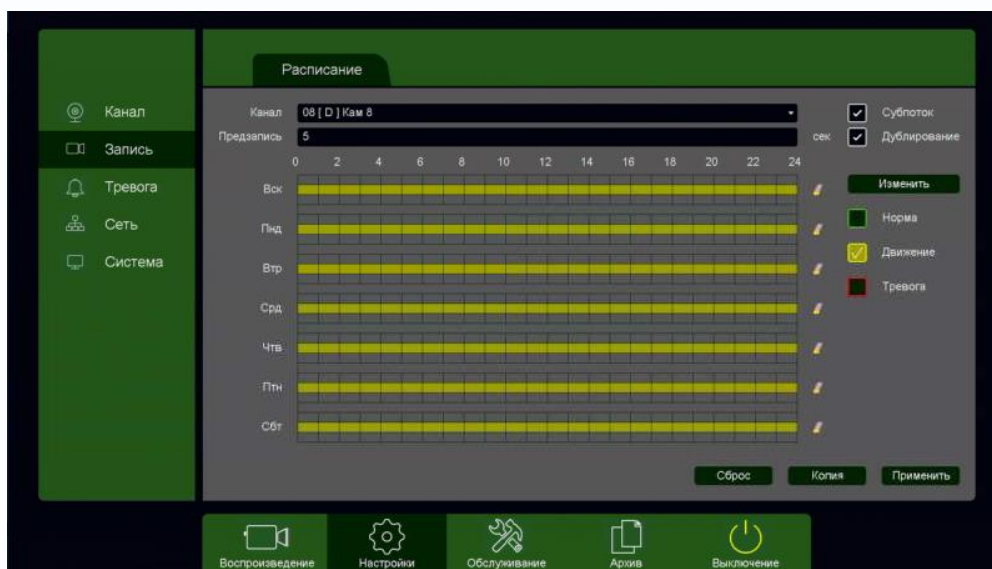 Расписание
Канал
Запись
Тревога
Сеть
Система
Канал 08 [ D ] Кам 8 Субпоток
Предзапись 5 сек Дублирование
0 2 4 6 8 10 12 14 16 18 20 22 24
Вск
Пнд
Втр
Срд
Чтв
Птн
Сбт
Изменить
Норма
Движение
Тревога
Сброс Копия Применить
Воспроизведение Настройки Обслуживание Архив Выключение